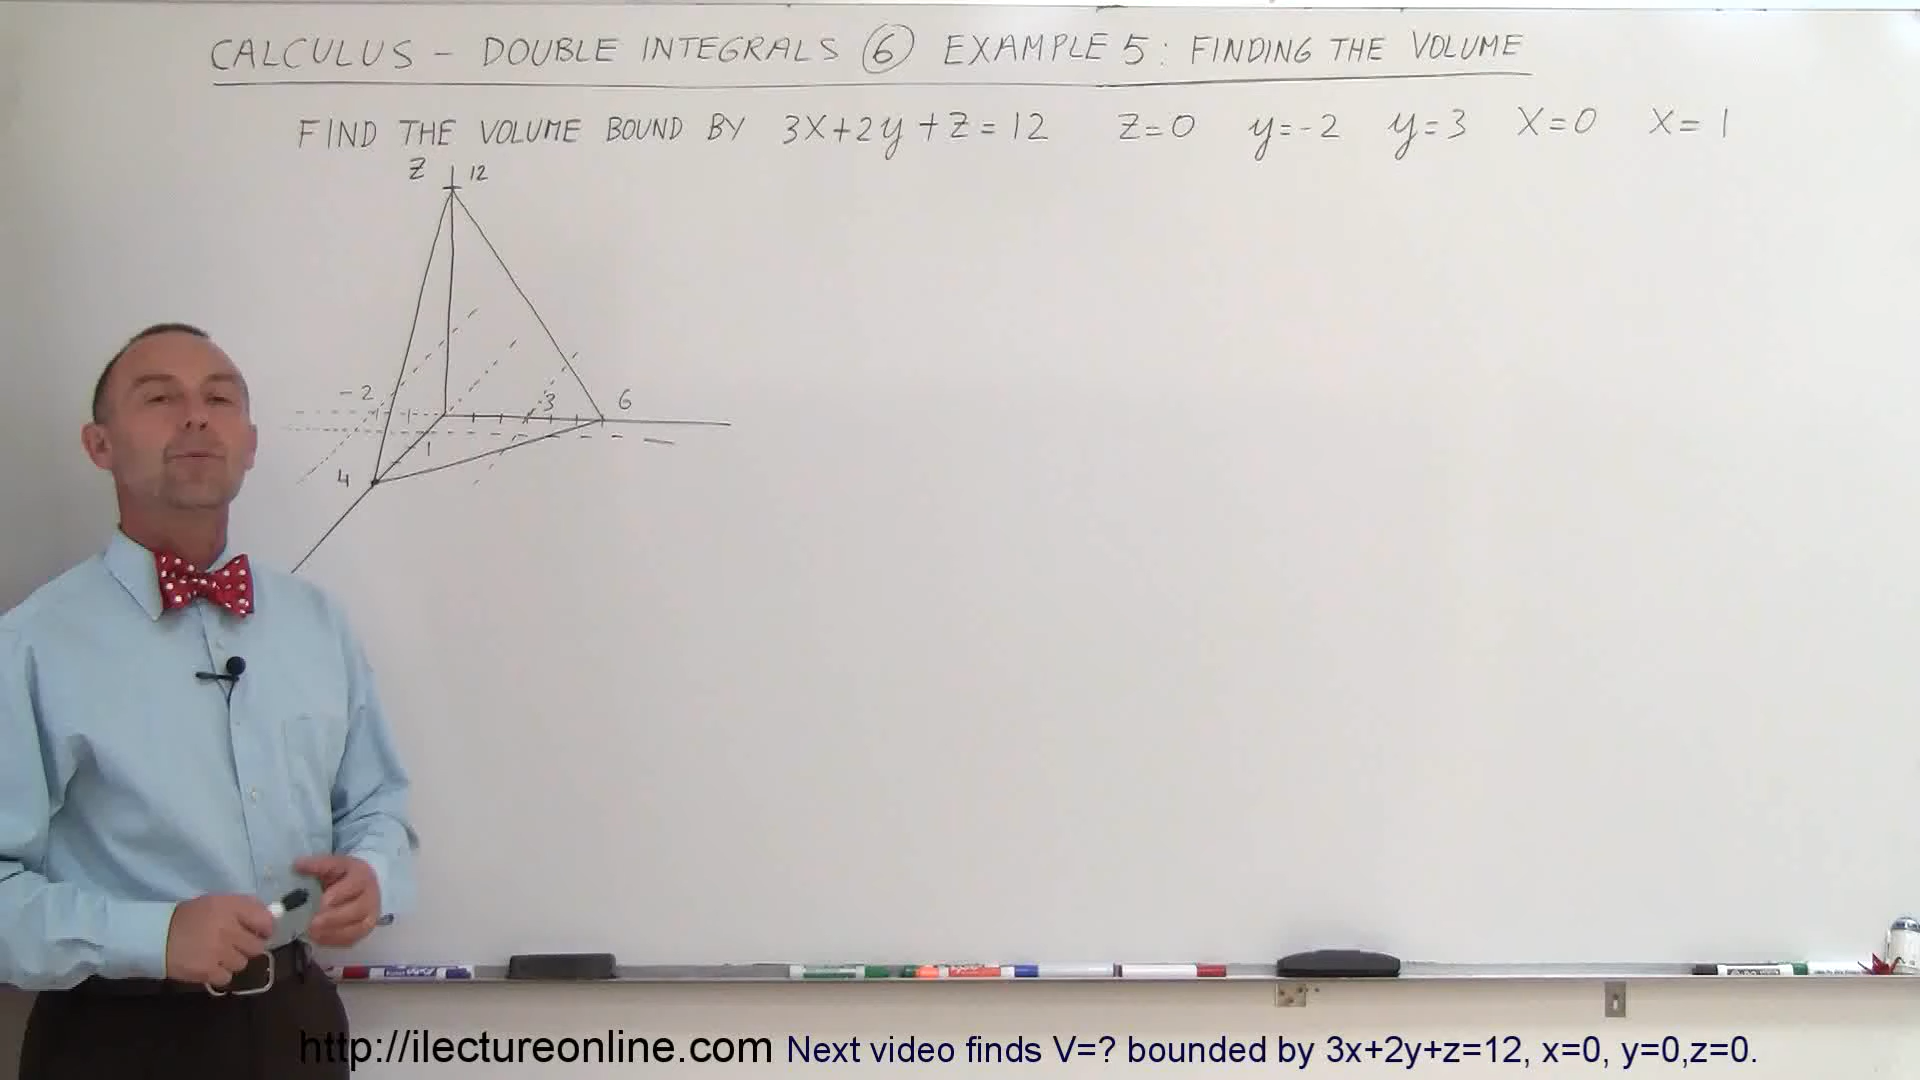 CALCULUS - DOUBLE INTEGRALS ⑥ EXAMPLE 5: FINDING THE VOLUME
FIND THE VOLUME BOUND BY 3X+2y+Z=12 Z=0 y=-2 y=3 X=0 X=1
Z 12
-2 3 6
1
4
http://ilectureonline.com Next video finds V=? bounded by 3x+2y+z=12, x=0, y=0,z=0.